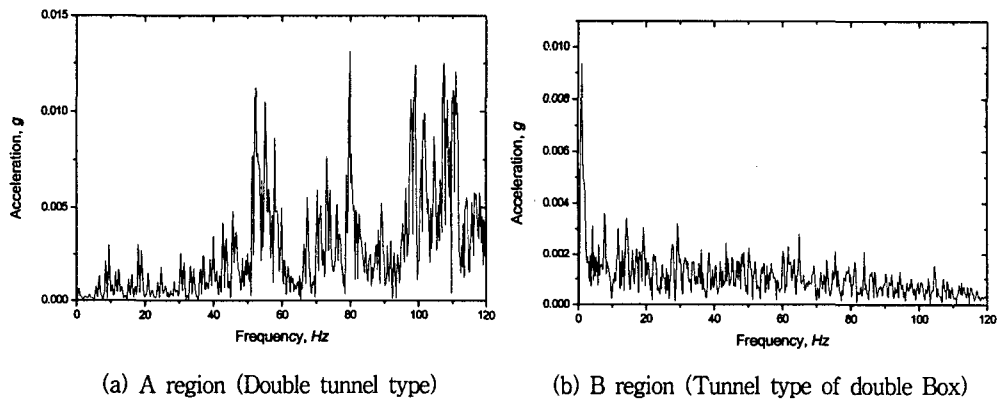 0.015
0.010
0.005
0.000
Acceleration, g
0 20 40 60 80 100 120
Frequency, Hz
(a) A region (Double tunnel type)
0.010
0.008
0.006
0.004
0.002
0.000
Acceleration, g
0 20 40 60 80 100 120
Frequency, Hz
(b) B region (Tunnel type of double Box)